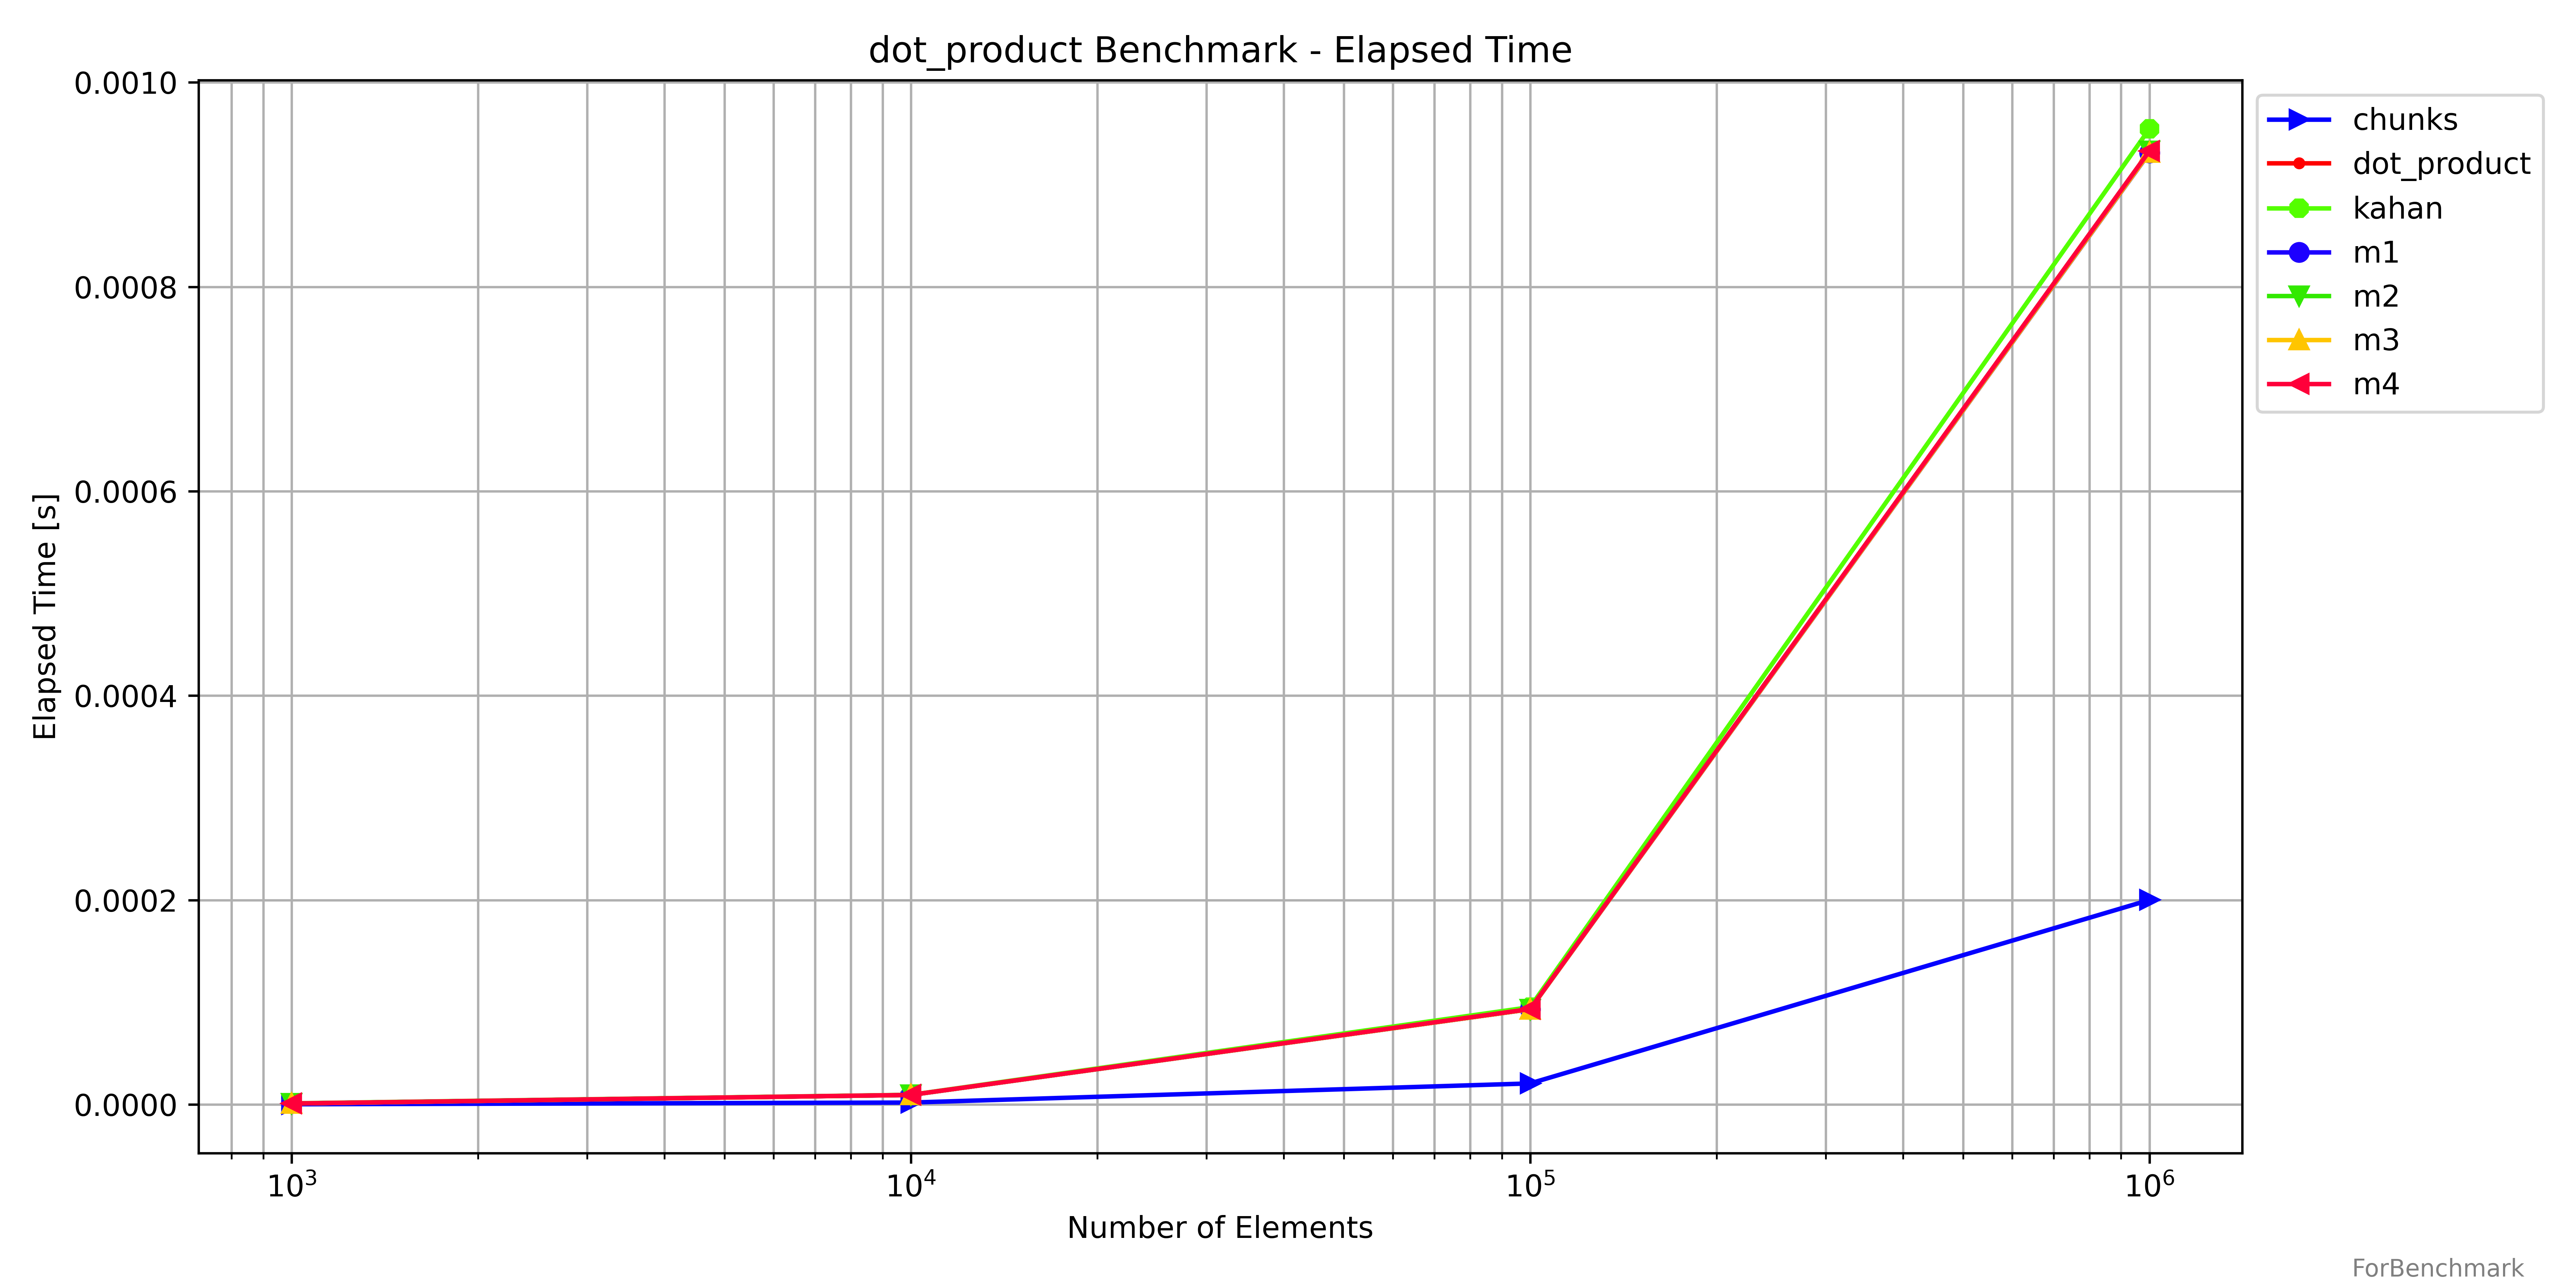 dot_product Benchmark - Elapsed Time
0.0010
0.0008
0.0006
0.0004
0.0002
0.0000
Elapsed Time [s]
10³
10⁴
10⁵
10⁶
Number of Elements
chunks
dot_product
kahan
m1
m2
m3
m4
ForBenchmark